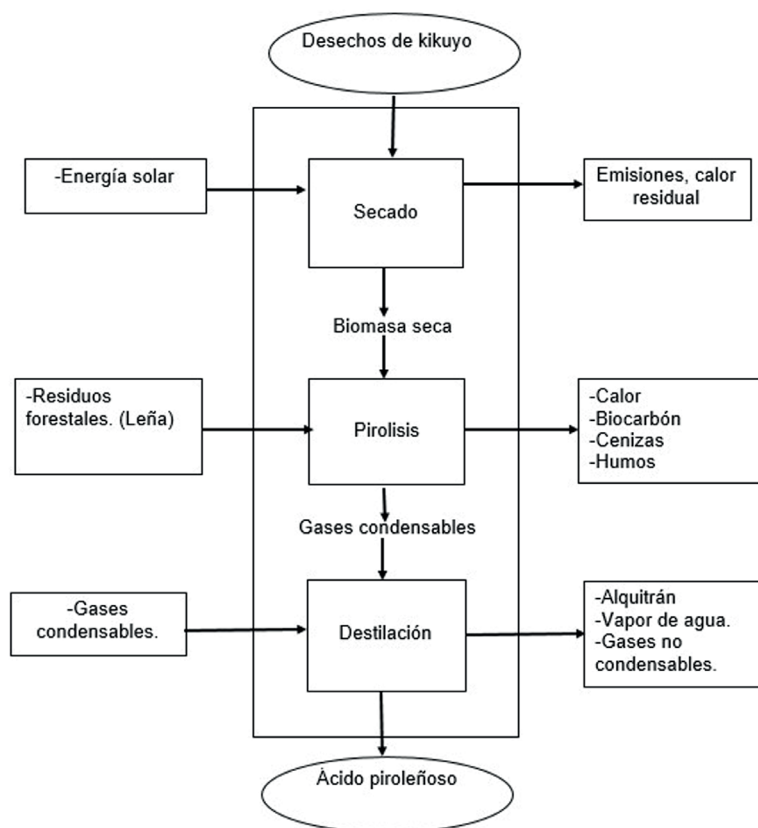 Desechos de kikuyo
-Energía solar
Secado
Emisiones, calor
residual
Biomasa seca
-Residuos
forestales. (Leña)
Pirolisis
-Calor
-Biocarbón
-Cenizas
-Humos
Gases condensables
-Gases
condensables.
Destilación
-Alquitrán
-Vapor de agua.
-Gases no
condensables.
Àcido piroleñoso